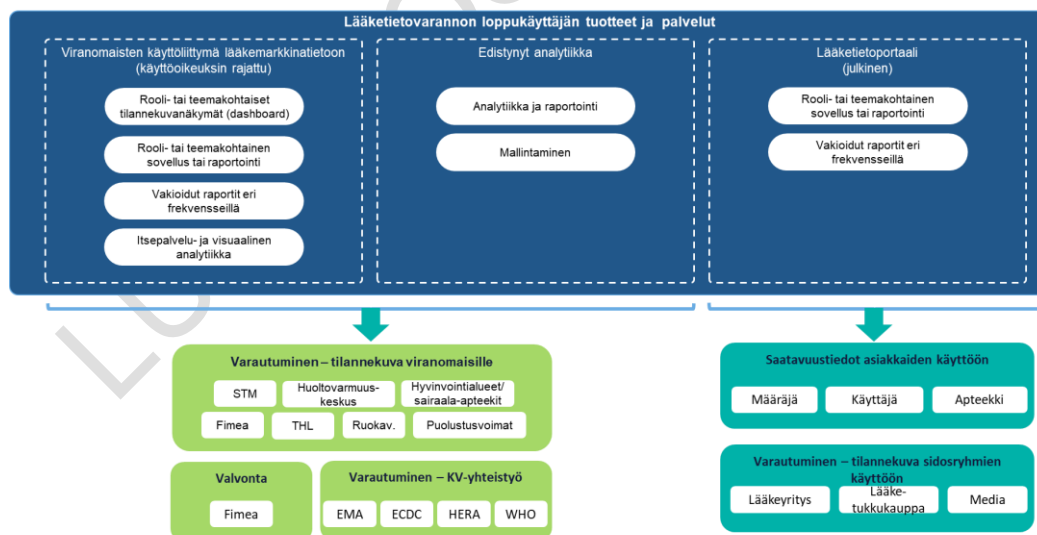 Lääketietovarannon loppukäyttäjän tuotteet ja palvelut
Viranomaisten käyttöliittymä lääkemarkkinatietoon
(käyttöoikeuksin rajattu)
Rooli- tai teemakohtaiset
tilannekuvanäkymät (dashboard)
Rooli- tai teemakohtainen
sovellus tai raportointi
Vakioidut raportit eri
frekvensseillä
Itsepalvelu- ja visuaalinen
analytiikka
Edistynyt analytiikka
Analytiikka ja raportointi
Mallintaminen
Lääketietoportaali
(julkinen)
Rooli- tai teemakohtainen
sovellus tai raportointi
Vakioidut raportit eri
frekvensseillä
Varautuminen – tilannekuva viranomaisille
STM
Huoltovarmuus-
keskus
Hyvinvointialueet/
sairaala-apteekit
Fimea
THL
Ruokav.
Puolustusvoimat
Valvonta
Fimea
Varautuminen – KV-yhteistyö
EMA
ECDC
HERA
WHO
Saatavuustiedot asiakkaiden käyttöön
Määräjä
Käyttäjä
Apteekki
Varautuminen – tilannekuva sidosryhmien
käyttöön
Lääkeyritys
Lääke-
tukkukauppa
Media